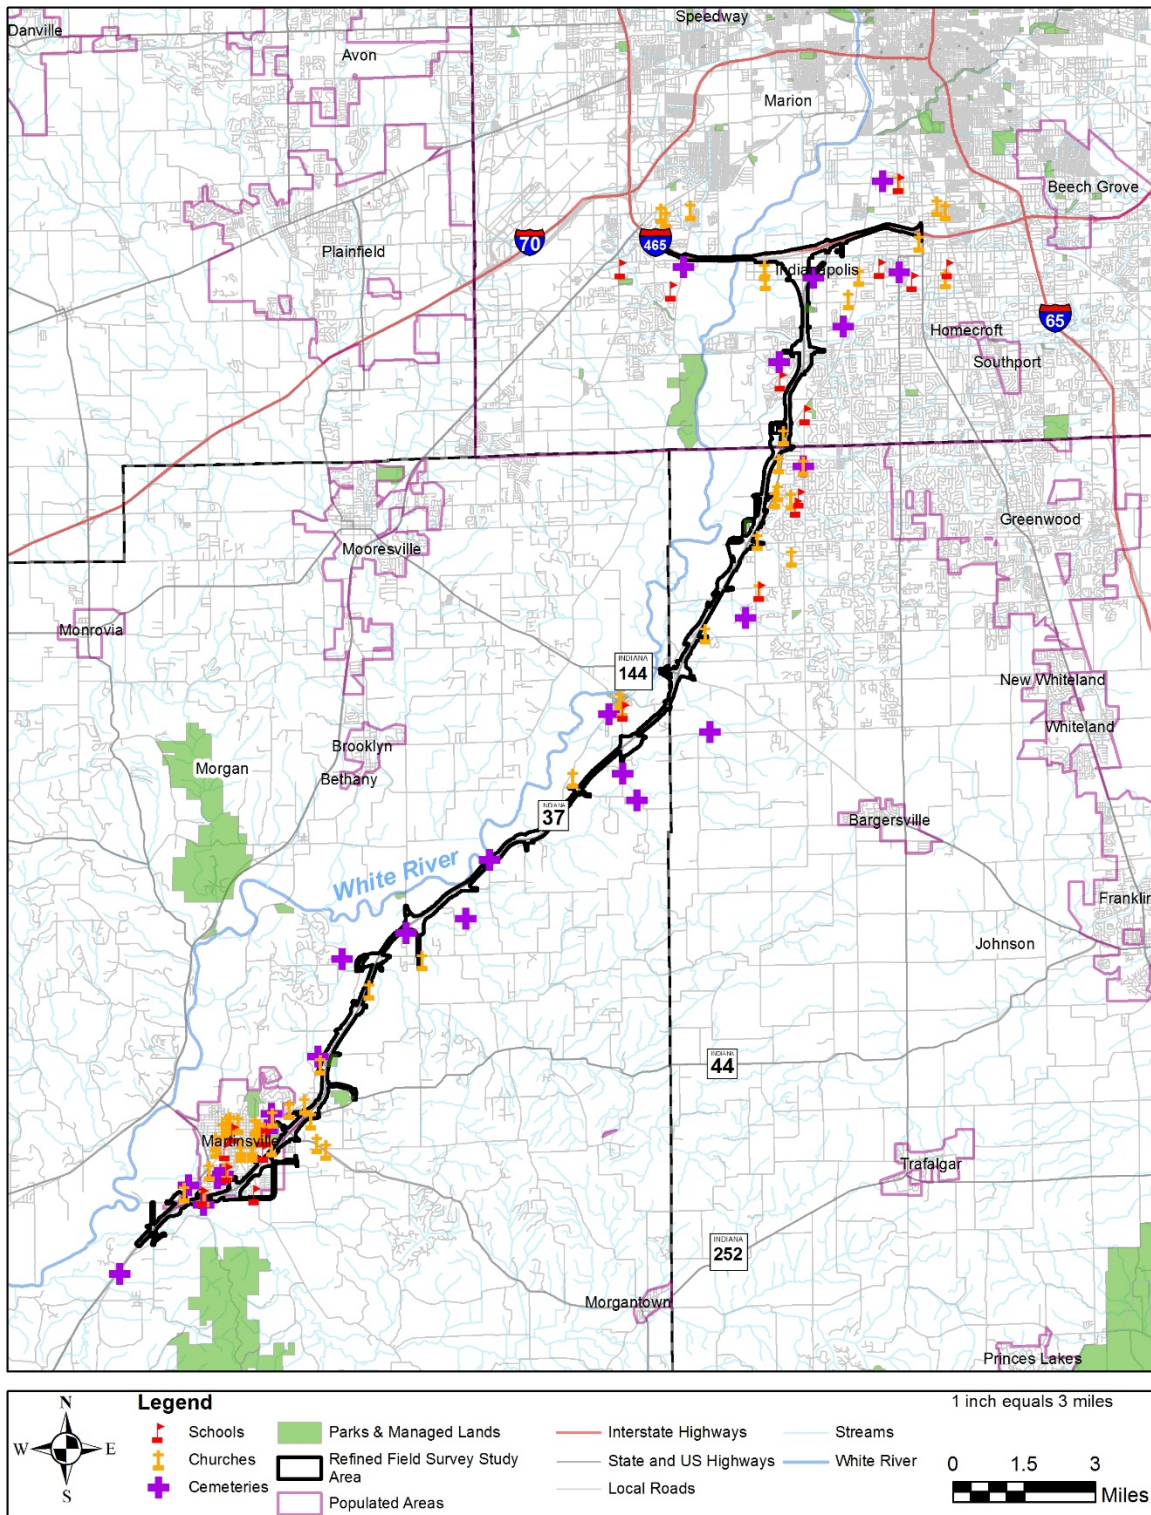 Danville
Speedway
Avon
Marion
Beech Grove
Plainfield
70
465
Indianapolis
65
Homecroft
Southport
Greenwood
Mooresville
Monrovia
INDIANA
144
New Whiteland
Whiteland
Brooklyn
Morgan
Bethany
INDIANA
37
Bargersville
White River
Franklin
Johnson
INDIANA
44
Martinsville
Trafalgar
INDIANA
252
Morgantown
Princes Lakes
N
W E
S
Legend
Schools
Churches
Cemeteries
Parks & Managed Lands
Refined Field Survey Study
Area
Populated Areas
Interstate Highways
State and US Highways
Local Roads
Streams
White River
1 inch equals 3 miles
0 1.5 3
Miles